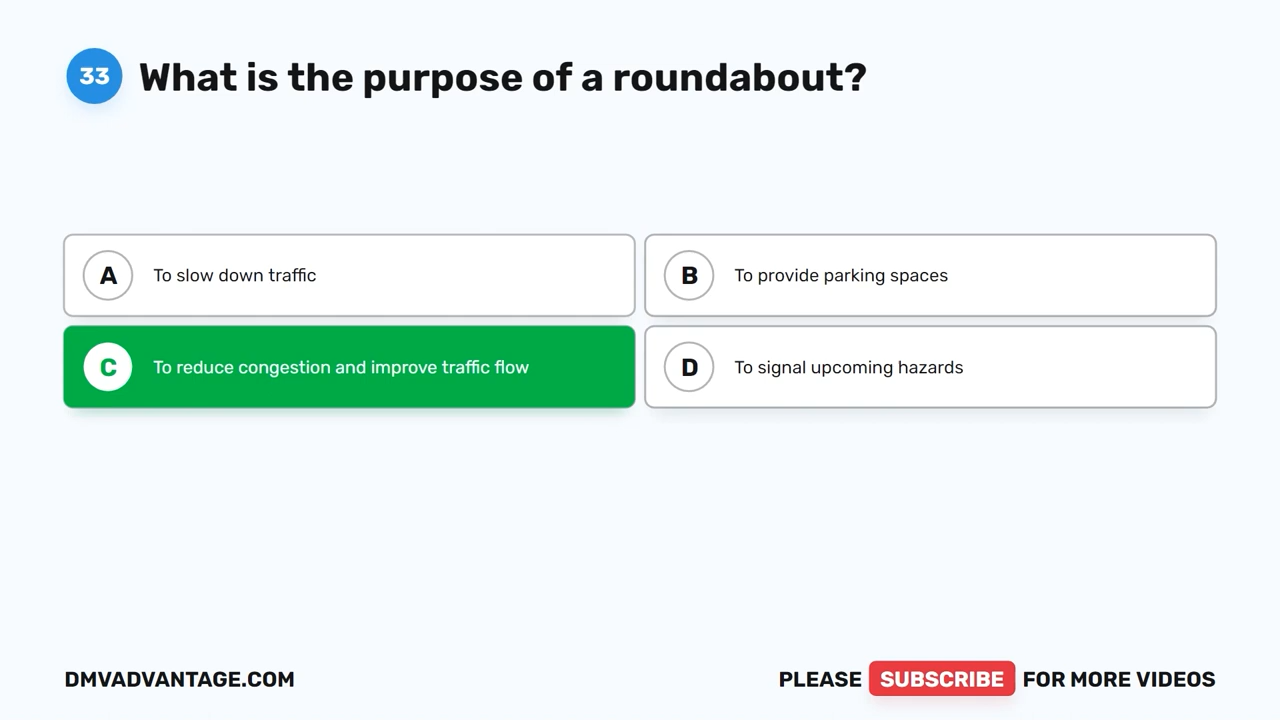 33 What is the purpose of a roundabout?
A To slow down traffic
B To provide parking spaces
C To reduce congestion and improve traffic flow
D To signal upcoming hazards
DMVADVANTAGE.COM
PLEASE SUBSCRIBE FOR MORE VIDEOS